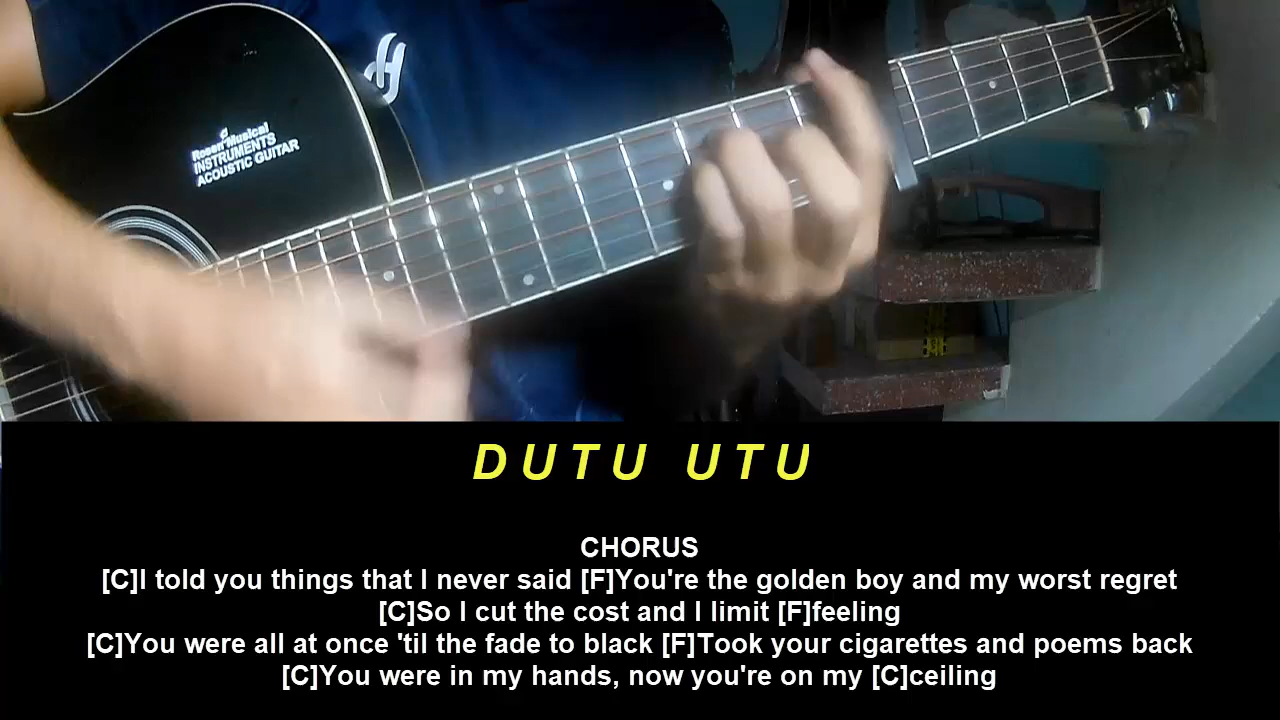 Rosen Musical
INSTRUMENTS
ACOUSTIC GUITAR
DUTU UTU
CHORUS
[C]I told you things that I never said [F]You're the golden boy and my worst regret
[C]So I cut the cost and I limit [F]feeling
[C]You were all at once 'til the fade to black [F]Took your cigarettes and poems back
[C]You were in my hands, now you're on my [C]ceiling